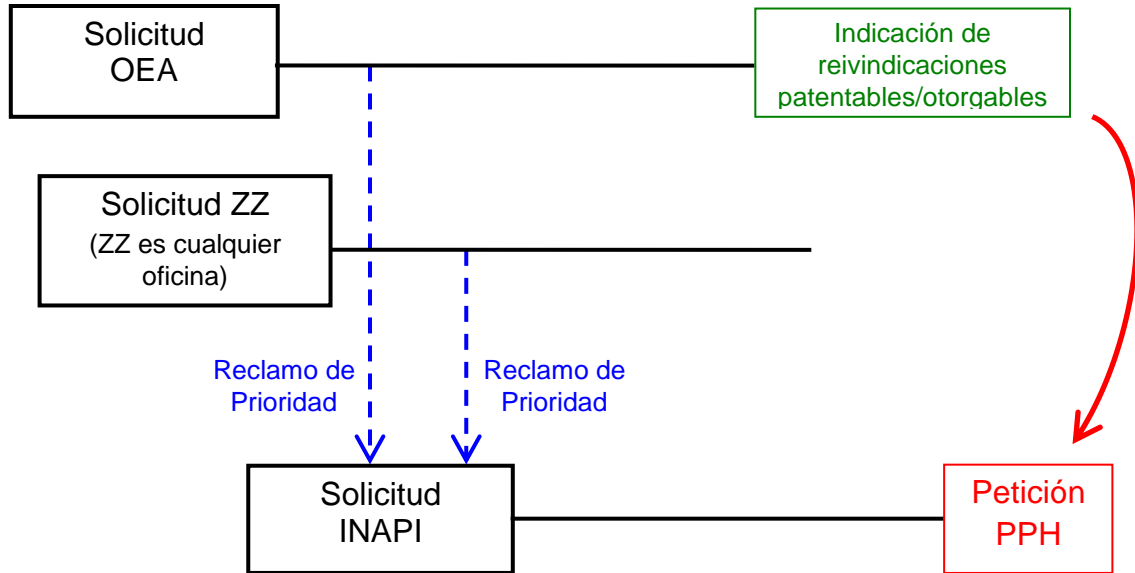 Solicitud
OEA
Indicación de
reivindicaciones
patentables/otorgables
Solicitud ZZ
(ZZ es cualquier
oficina)
Reclamo de
Prioridad
Reclamo de
Prioridad
Solicitud
INAPI
Petición
PPH